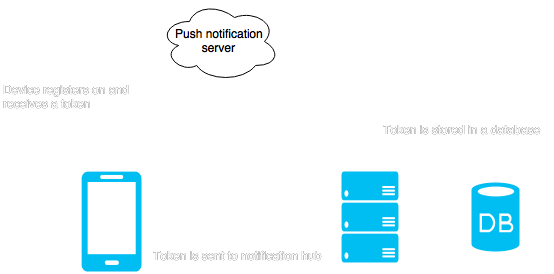 Push notification
server
Device registers on and
receives a token
Token is stored in a database
DB
Token is sent to notification hub